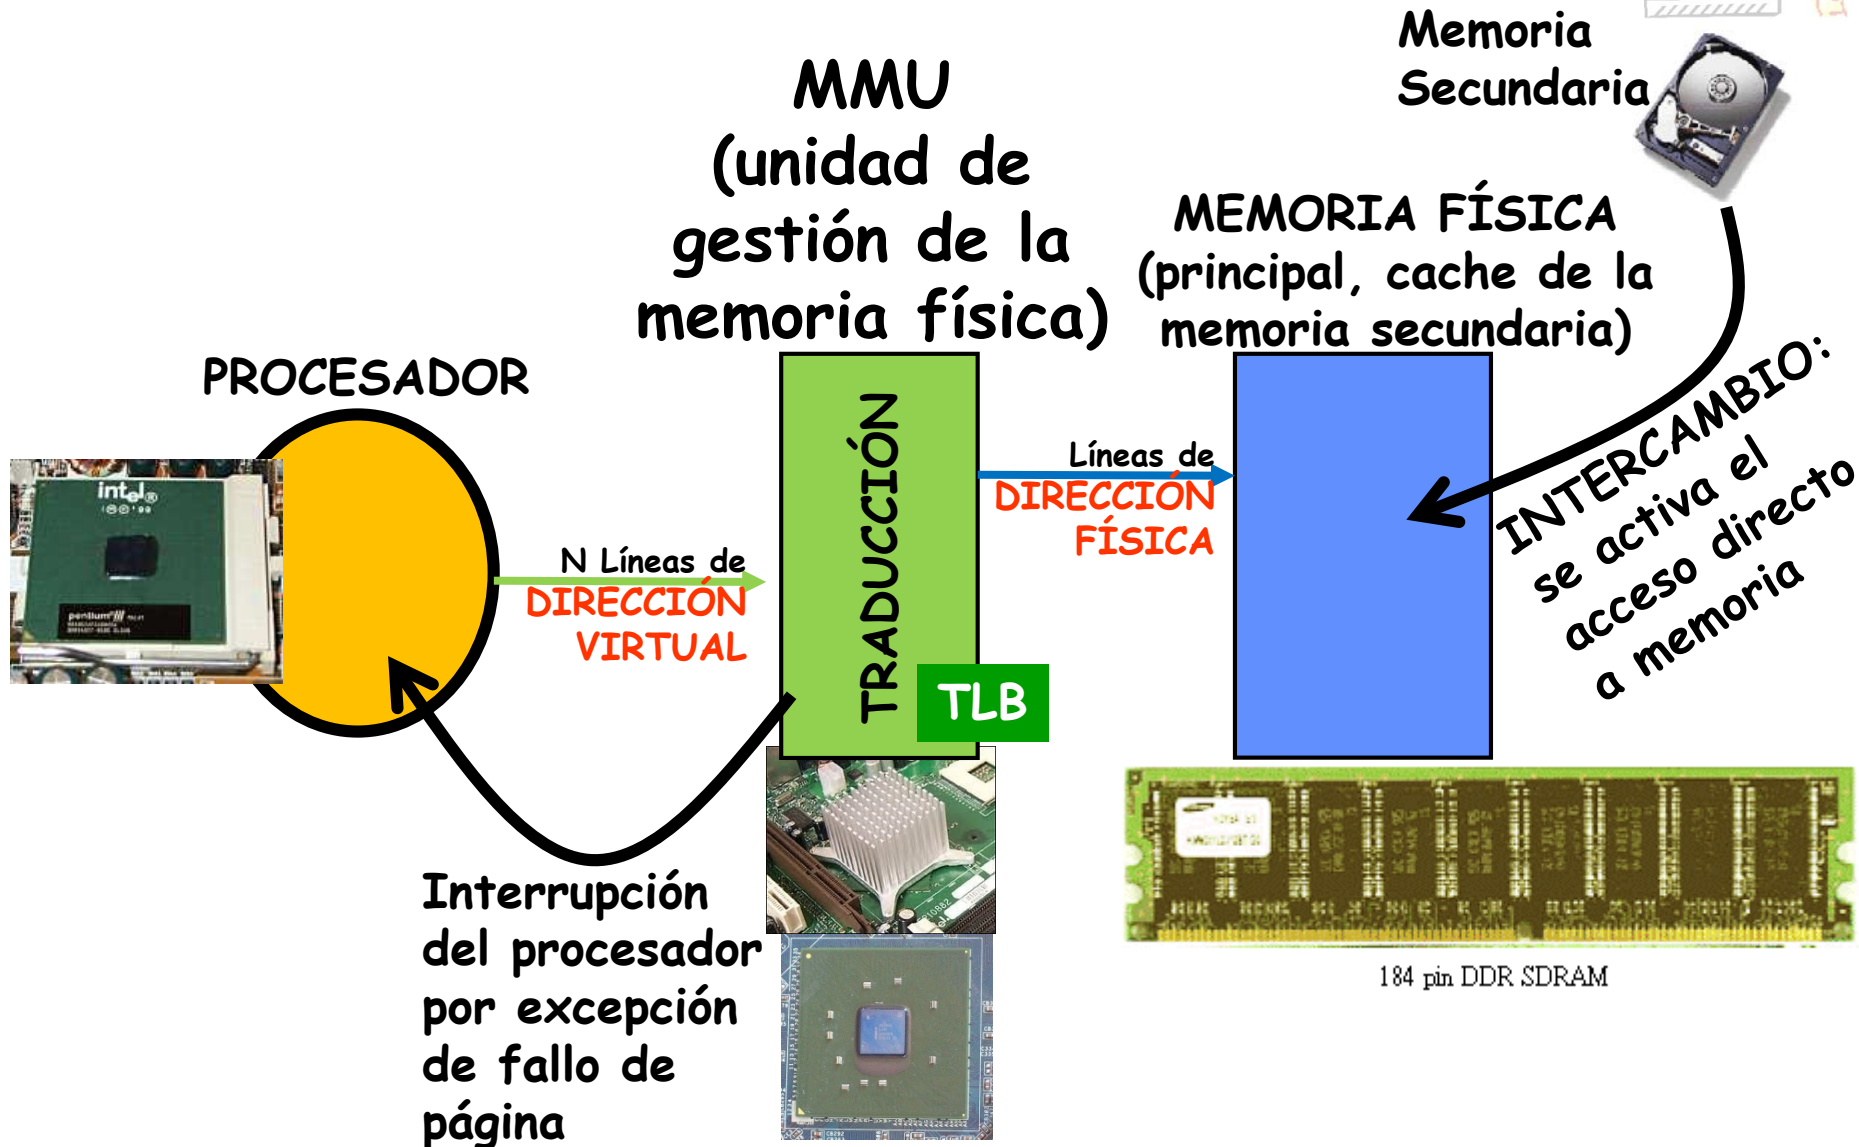 Memoria
Secundaria
MMU
(unidad de
gestión de la
memoria física)
MEMORIA FÍSICA
(principal, cache de la
memoria secundaria)
PROCESADOR
intel®
pentium III
N Líneas de
DIRECCIÓN
VIRTUAL
TRADUCCIÓN
TLB
Líneas de
DIRECCIÓN
FÍSICA
INTERCAMBIO:
se activa el
acceso directo
a memoria
Interrupción
del procesador
por excepción
de fallo de
página
184 pin DDR SDRAM